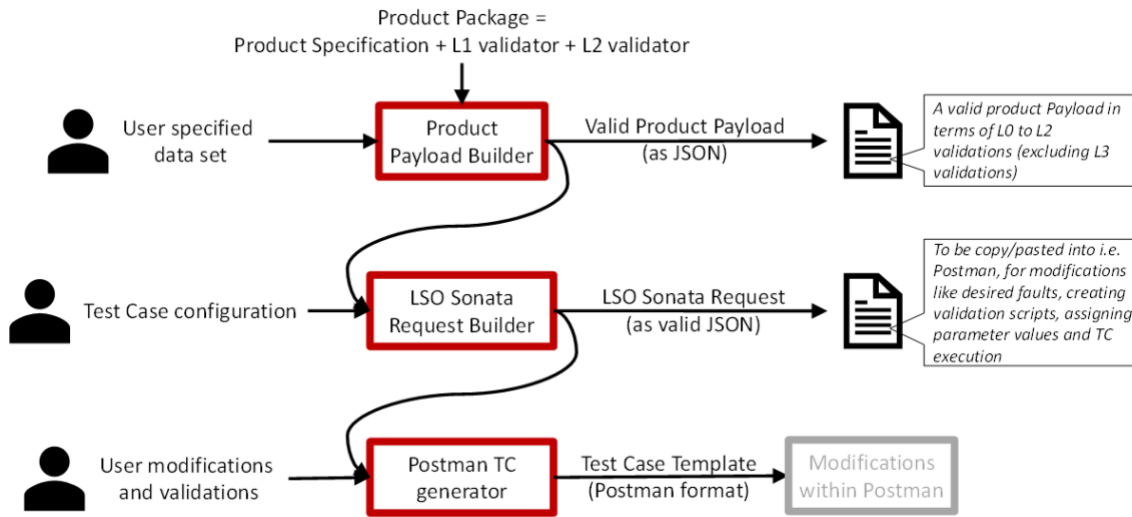 Product Package =
Product Specification + L1 validator + L2 validator
User specified
data set
Product
Payload Builder
Valid Product Payload
(as JSON)
A valid product Payload in
terms of L0 to L2
validations (excluding L3
validations)
Test Case configuration
LSO Sonata
Request Builder
LSO Sonata Request
(as valid JSON)
To be copy/pasted into i.e.
Postman, for modifications
like desired faults, creating
validation scripts, assigning
parameter values and TC
execution
User modifications
and validations
Postman TC
generator
Test Case Template
(Postman format)
Modifications
within Postman